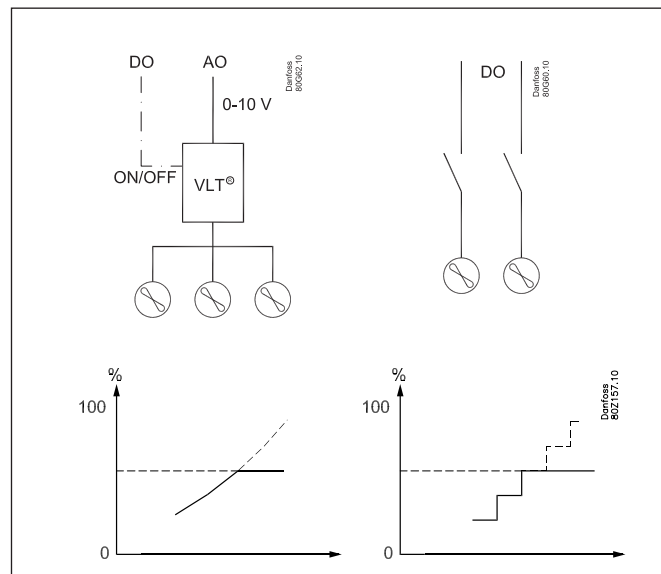 DO
AO
Danfoss
80G62.10
0-10 V
ON/OFF
VLT®
DO
Danfoss
80G60.10
%
100
0
%
100
0
Danfoss
80Z157.10